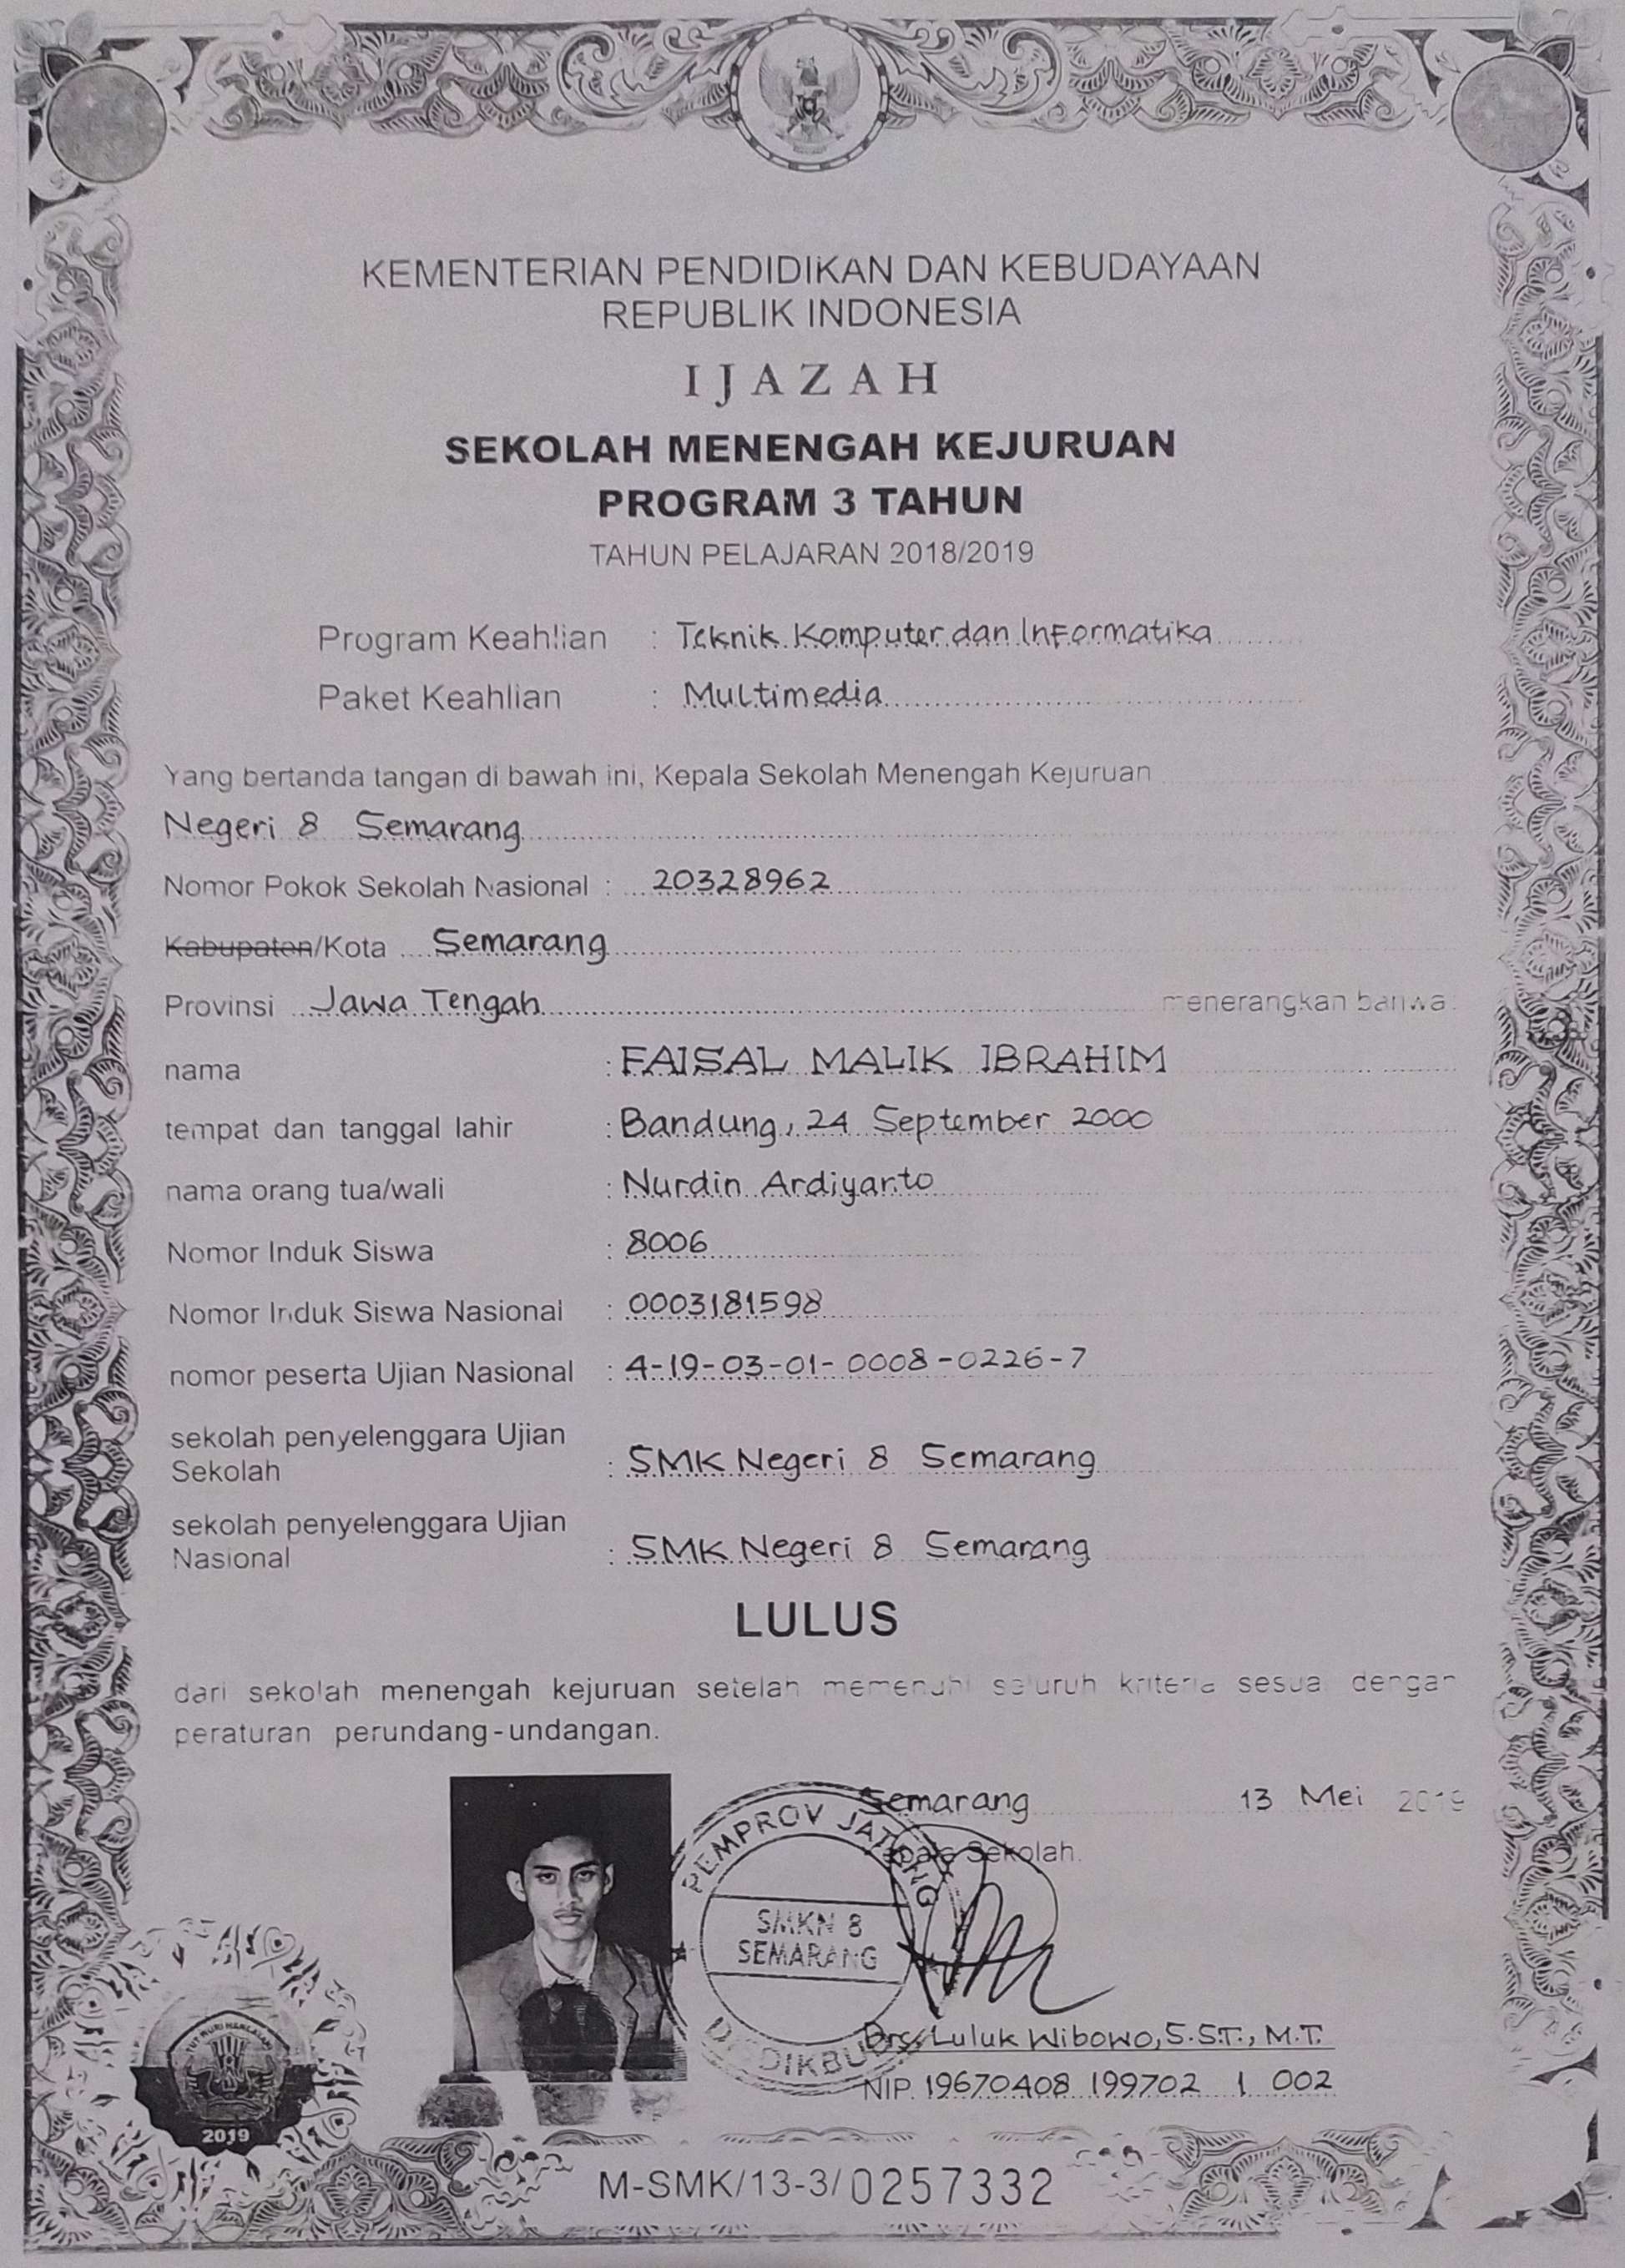 KEMENTERIAN PENDIDIKAN DAN KEBUDAYAAN
REPUBLIK INDONESIA
IJAZAH
SEKOLAH MENENGAH KEJURUAN
PROGRAM 3 TAHUN
TAHUN PELAJARAN 2018/2019
Program Keahlian : Teknik Komputer dan Informatika
Paket Keahlian : Multimedia
Yang bertanda tangan di bawah ini, Kepala Sekolah Menengah Kejuruan
Negeri 8 Semarang
Nomor Pokok Sekolah Nasional : 20328962
Kabupaten/Kota Semarang
Provinsi Jawa Tengah menerangkan bahwa:
nama : FAISAL MALIK IBRAHIM
tempat dan tanggal lahir : Bandung, 24 September 2000
nama orang tua/wali : Nurdin Ardiyanto
Nomor Induk Siswa : 8006
Nomor Induk Siswa Nasional : 0003181598
nomor peserta Ujian Nasional : 4-19-03-01-0008-0226-7
sekolah penyelenggara Ujian
Sekolah : SMK Negeri 8 Semarang
sekolah penyelenggara Ujian
Nasional : SMK Negeri 8 Semarang
LULUS
dari sekolah menengah kejuruan setelah memenuhi seluruh kriteria sesuai dengan
peraturan perundang-undangan.
Semarang 13 Mei 2019
Kepala Sekolah,
PEMPROV JATENG
SMKN 8
SEMARANG
DISDIKBUD
Drs. Luluk Wibowo, S.ST., M.T.
NIP. 19670408 199702 1 002
TUT WURI HANDAYANI
2019
M-SMK/13-3/0257332